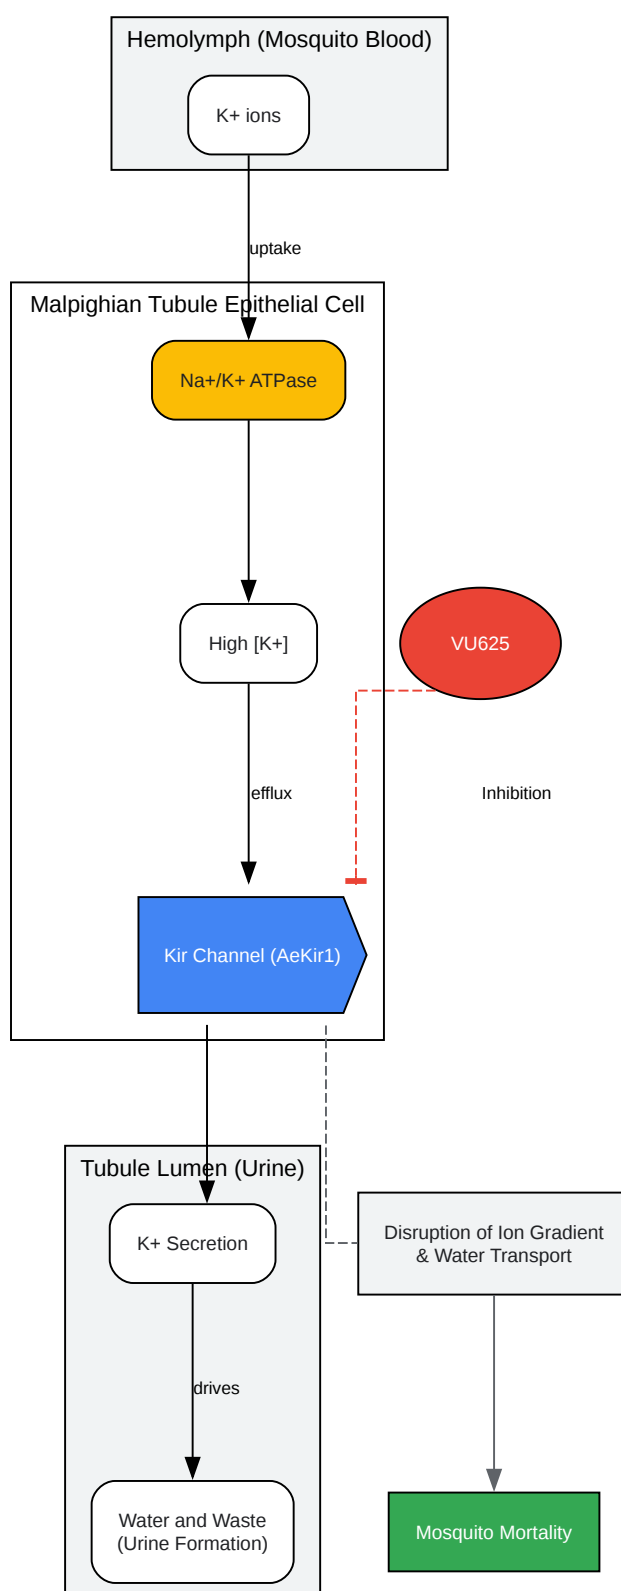 Hemolymph (Mosquito Blood)
K+ ions
uptake
Malpighian Tubule Epithelial Cell
Na+/K+ ATPase
High [K+]
VU625
efflux
Inhibition
Kir Channel (AeKir1)
Tubule Lumen (Urine)
K+ Secretion
Disruption of Ion Gradient
& Water Transport
drives
Water and Waste
(Urine Formation)
Mosquito Mortality